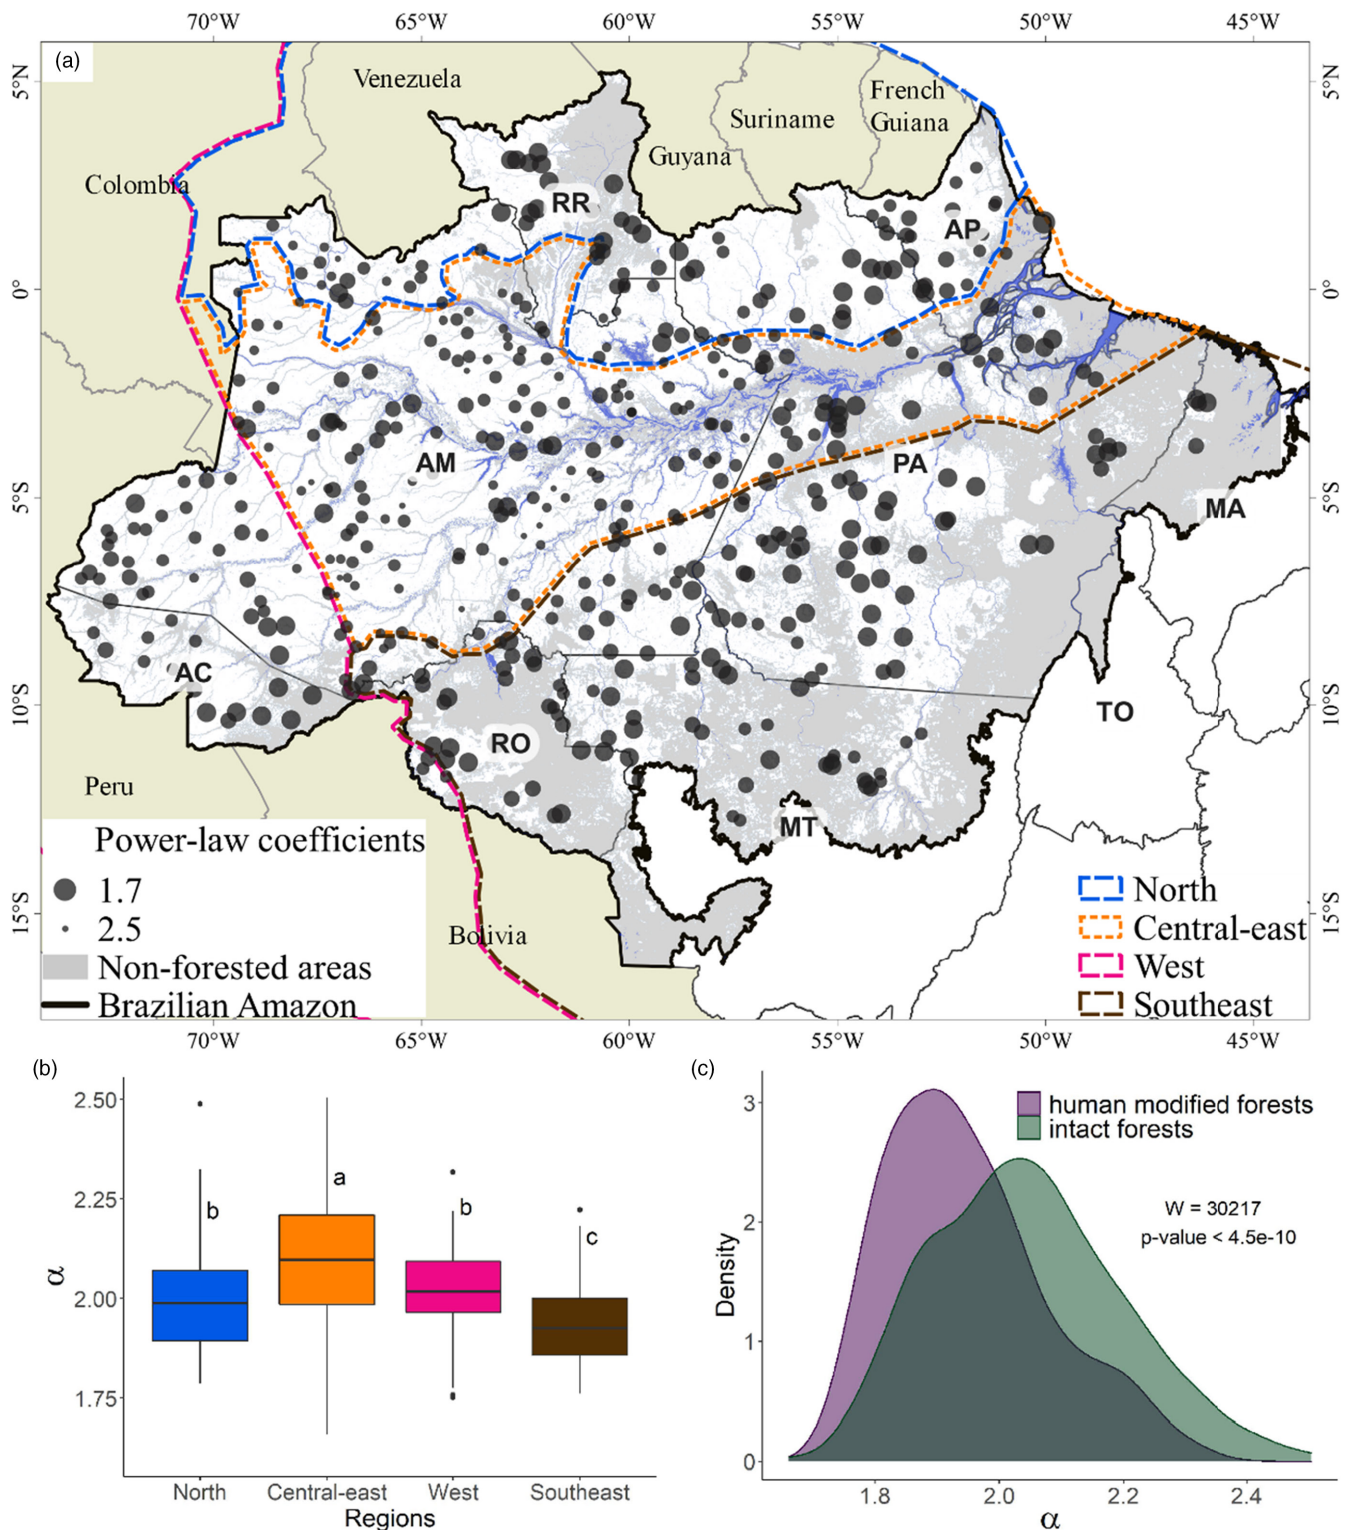 70°W 65°W 60°W 55°W 50°W 45°W
(a)
5°N
Venezuela
French
Guiana
Suriname
Guyana
5°N
Colombia
RR
AP
0°
0°
AM
PA
5°S
MA
5°S
AC
10°S
TO
10°S
RO
Peru
MT
Power-law coefficients
1.7
2.5
Non-forested areas
Brazilian Amazon
15°S
Bolivia
North
Central-east
West
Southeast
15°S
70°W 65°W 60°W 55°W 50°W 45°W
(b)
2.50
2.25
2.00
1.75
α
b
a
b
c
North Central-east West Southeast
Regions
(c)
3
2
1
0
Density
human modified forests
intact forests
W = 30217
p-value < 4.5e-10
1.8 2.0 2.2 2.4
α